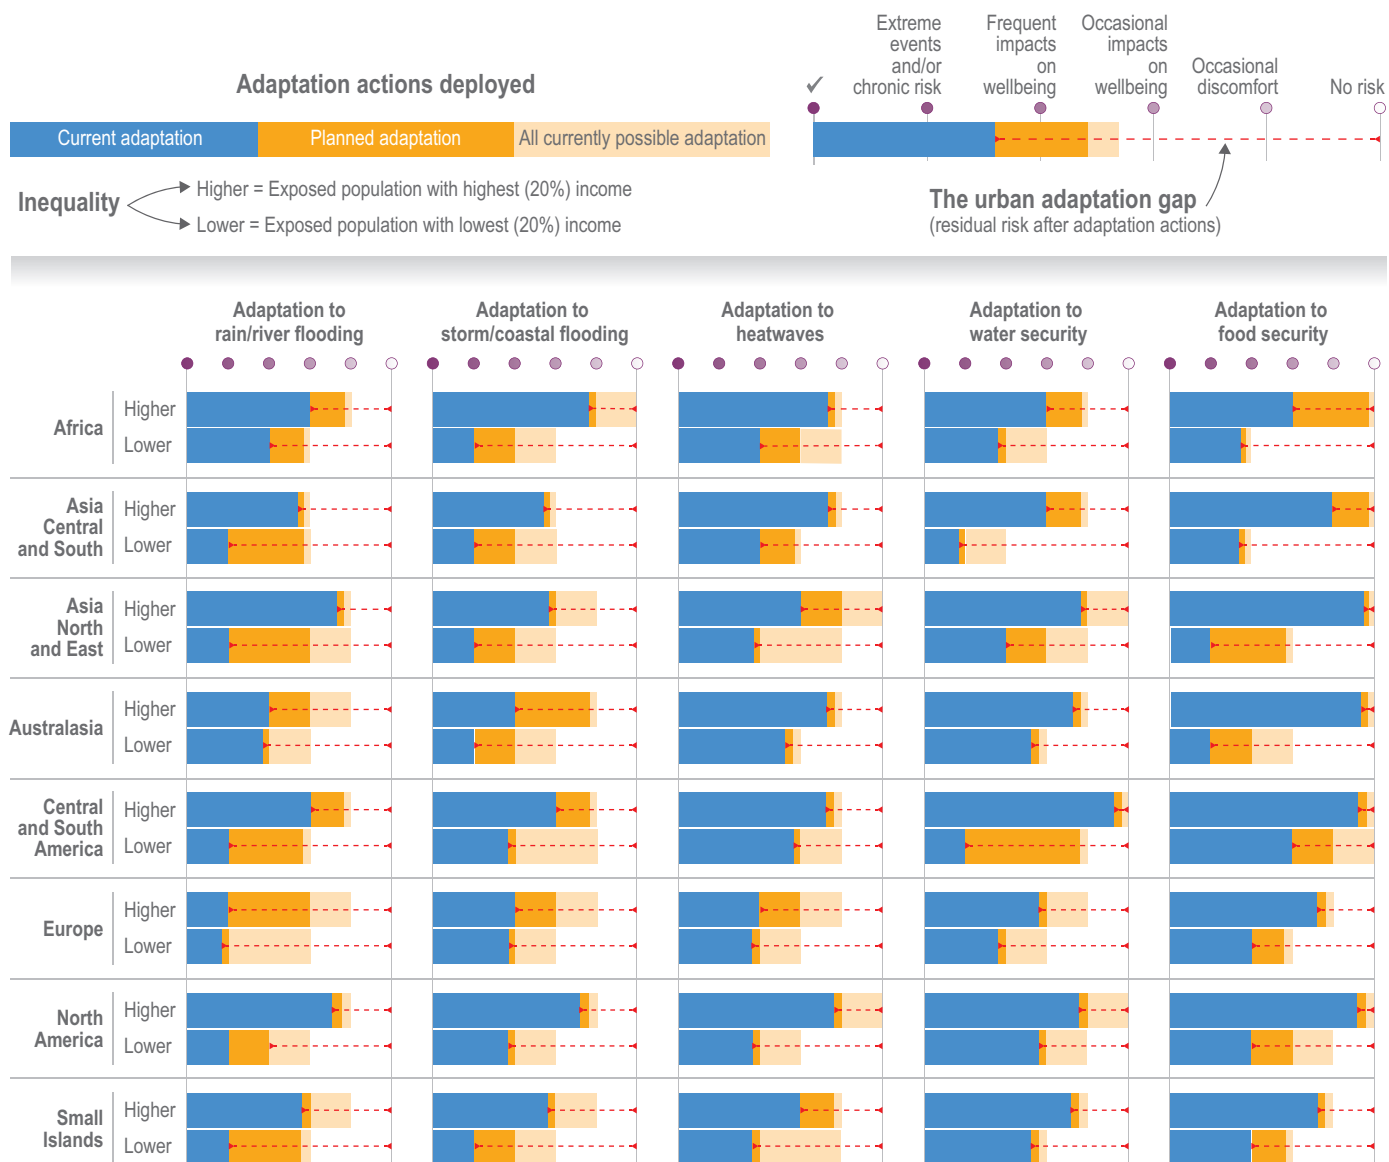 Adaptation actions deployed
Current adaptation
Planned adaptation
All currently possible adaptation
Inequality
Higher = Exposed population with highest (20%) income
Lower = Exposed population with lowest (20%) income
✓
Extreme
events
and/or
chronic risk
Frequent
impacts
on
wellbeing
Occasional
impacts
on
wellbeing
Occasional
discomfort
No risk
The urban adaptation gap
(residual risk after adaptation actions)
Adaptation to
rain/river flooding
Adaptation to
storm/coastal flooding
Adaptation to
heatwaves
Adaptation to
water security
Adaptation to
food security
Africa
Higher
Lower
Asia
Central
and South
Higher
Lower
Asia
North
and East
Higher
Lower
Australasia
Higher
Lower
Central
and South
America
Higher
Lower
Europe
Higher
Lower
North
America
Higher
Lower
Small
Islands
Higher
Lower